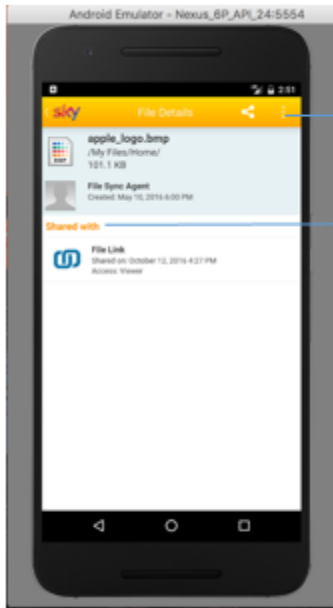 Android Emulator - Nexus_6P_API_24:5554
2:51
sky
File Details
apple_logo.bmp
/My Files/Home/
101.1 KB
BMP
File Sync Agent
Created: May 10, 2016 6:00 PM
Shared with
File Link
Shared on: October 12, 2016 4:27 PM
Access: Viewer